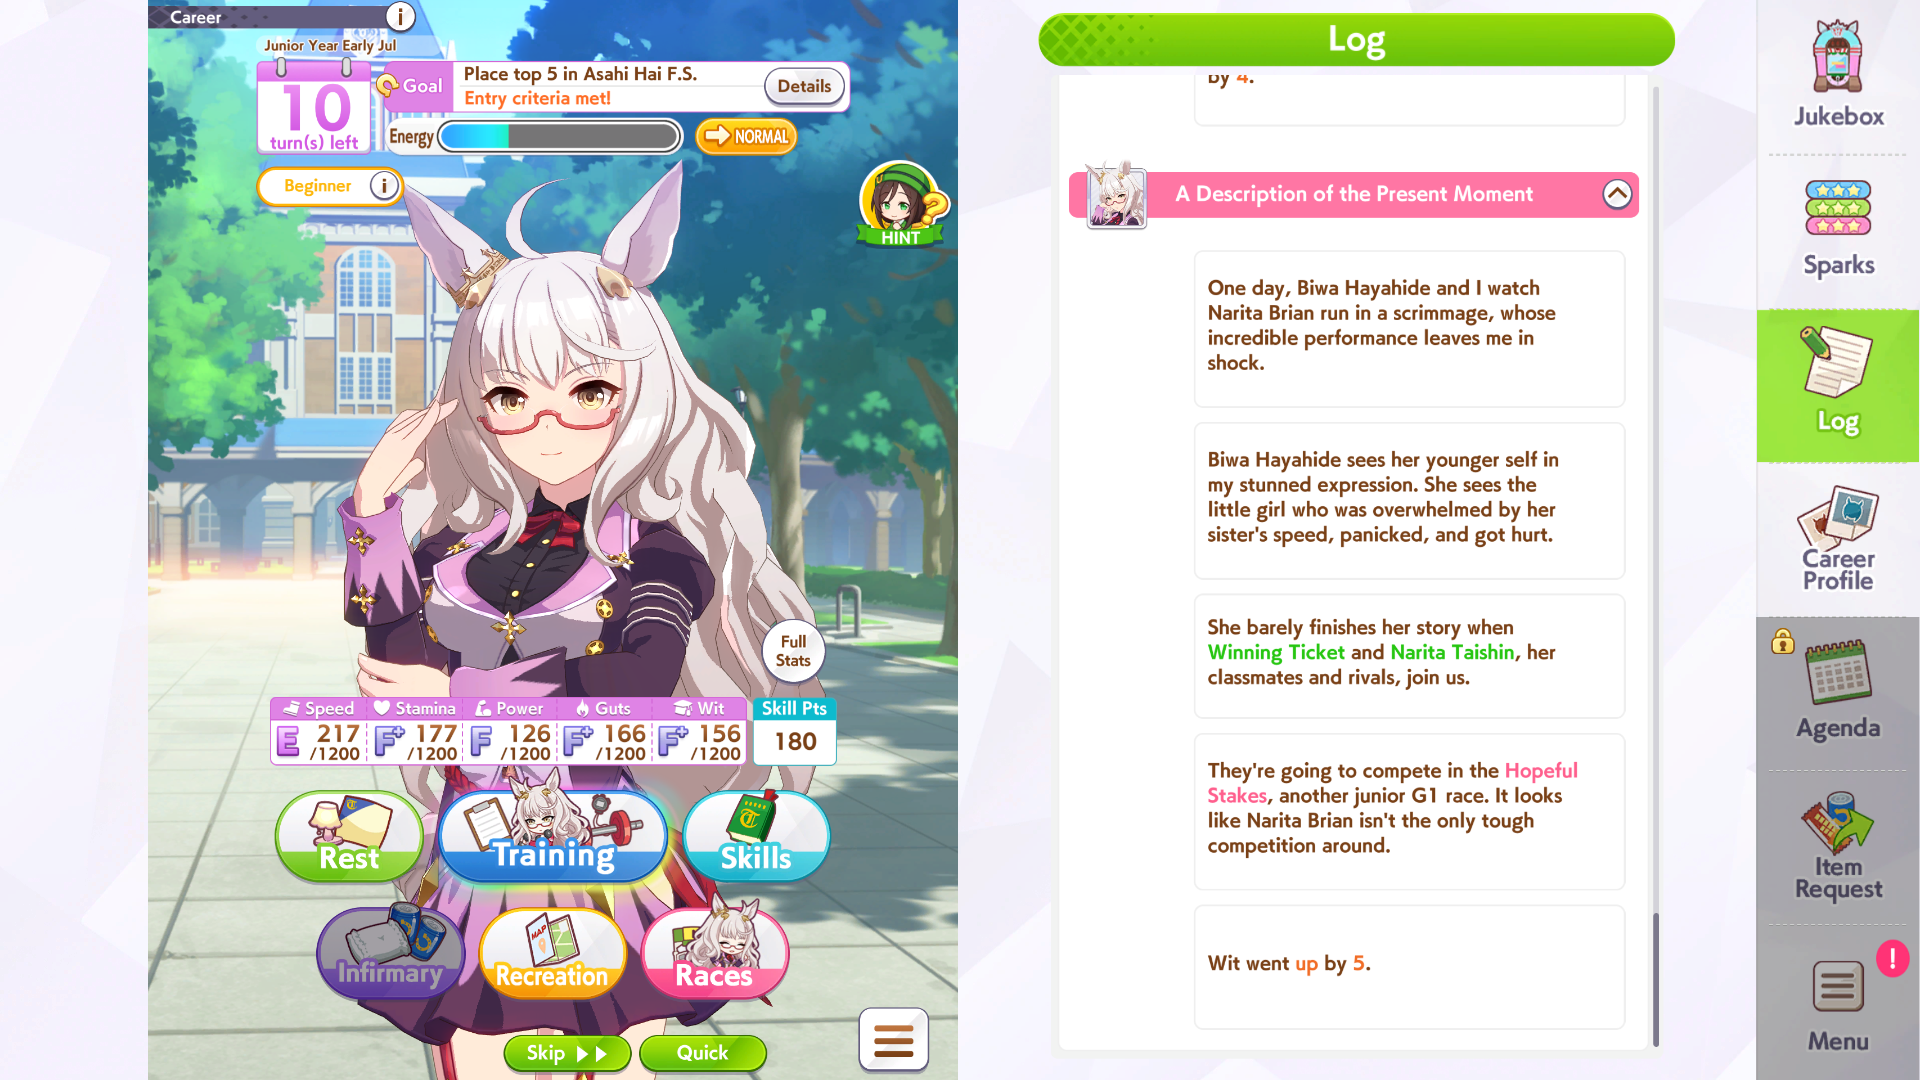 Career
Junior Year Early Jul
10
turn(s) left
Goal
Place top 5 in Asahi Hai F.S.
Entry criteria met!
Details
Energy
NORMAL
Beginner
HINT
Full
Stats
Speed
Stamina
Power
Guts
Wit
Skill Pts
E 217
/1200
F+ 177
/1200
F 126
/1200
F+ 166
/1200
F+ 156
/1200
180
Rest
Training
Skills
Infirmary
MAP
Recreation
Races
Skip
Quick
Log
by 4.
A Description of the Present Moment
One day, Biwa Hayahide and I watch
Narita Brian run in a scrimmage, whose
incredible performance leaves me in
shock.
Biwa Hayahide sees her younger self in
my stunned expression. She sees the
little girl who was overwhelmed by her
sister's speed, panicked, and got hurt.
She barely finishes her story when
Winning Ticket and Narita Taishin, her
classmates and rivals, join us.
They're going to compete in the Hopeful
Stakes, another junior G1 race. It looks
like Narita Brian isn't the only tough
competition around.
Wit went up by 5.
Jukebox
Sparks
Log
Career
Profile
Agenda
Item
Request
Menu